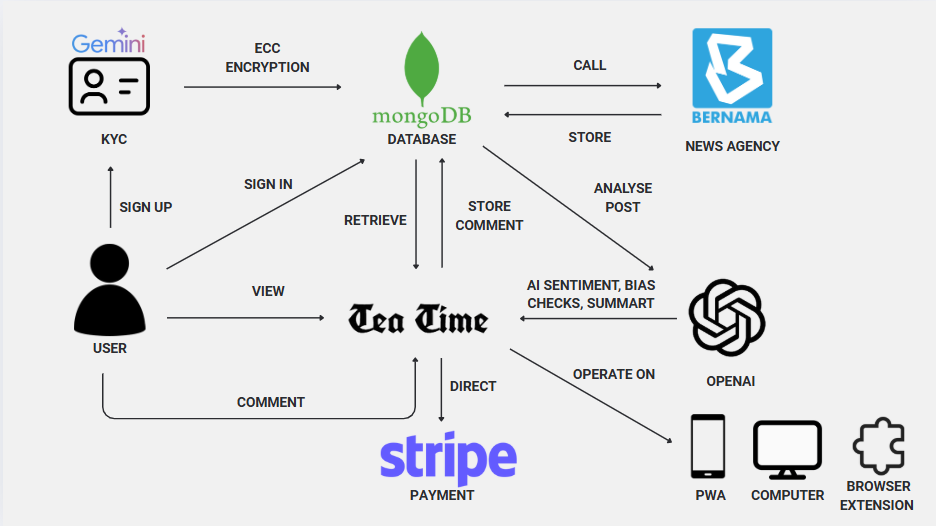 Gemini
KYC
ECC
ENCRYPTION
mongoDB
DATABASE
CALL
STORE
BERNAMA
NEWS AGENCY
SIGN UP
SIGN IN
RETRIEVE
STORE
COMMENT
ANALYSE
POST
USER
VIEW
Tea Time
AI SENTIMENT, BIAS
CHECKS, SUMMART
OPENAI
COMMENT
DIRECT
OPERATE ON
stripe
PAYMENT
PWA
COMPUTER
BROWSER
EXTENSION